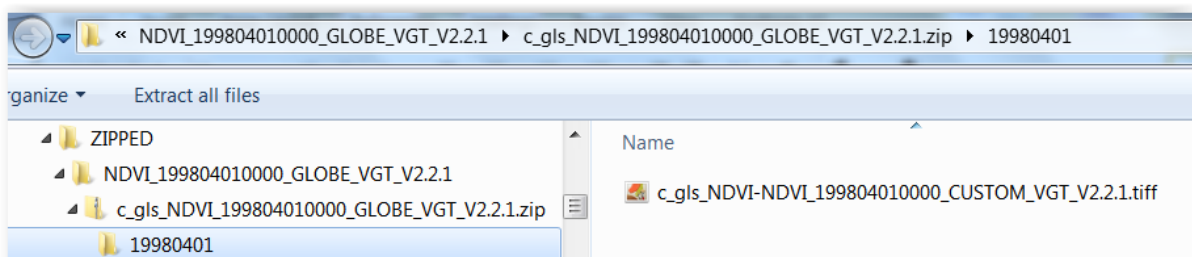 « NDVI_199804010000_GLOBE_VGT_V2.2.1 ▸ c_gls_NDVI_199804010000_GLOBE_VGT_V2.2.1.zip ▸ 19980401
rganize ▾ Extract all files
ZIPPED
NDVI_199804010000_GLOBE_VGT_V2.2.1
c_gls_NDVI_199804010000_GLOBE_VGT_V2.2.1.zip
19980401
Name
c_gls_NDVI-NDVI_199804010000_CUSTOM_VGT_V2.2.1.tiff